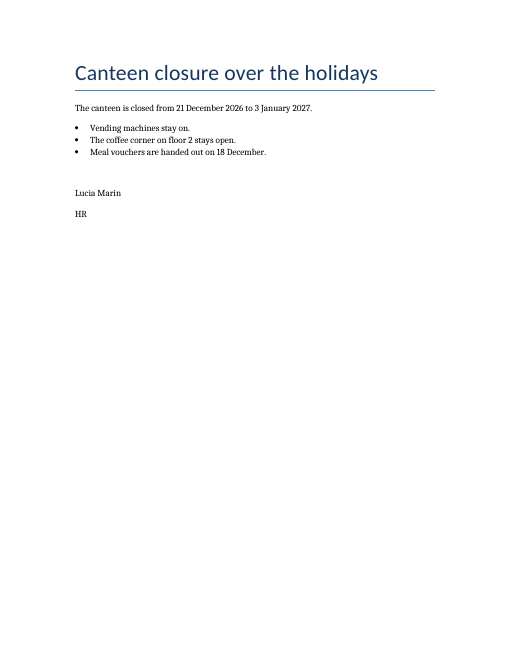 Canteen closure over the holidays
The canteen is closed from 21 December 2026 to 3 January 2027.
• Vending machines stay on.
• The coffee corner on floor 2 stays open.
• Meal vouchers are handed out on 18 December.
Lucia Marin
HR